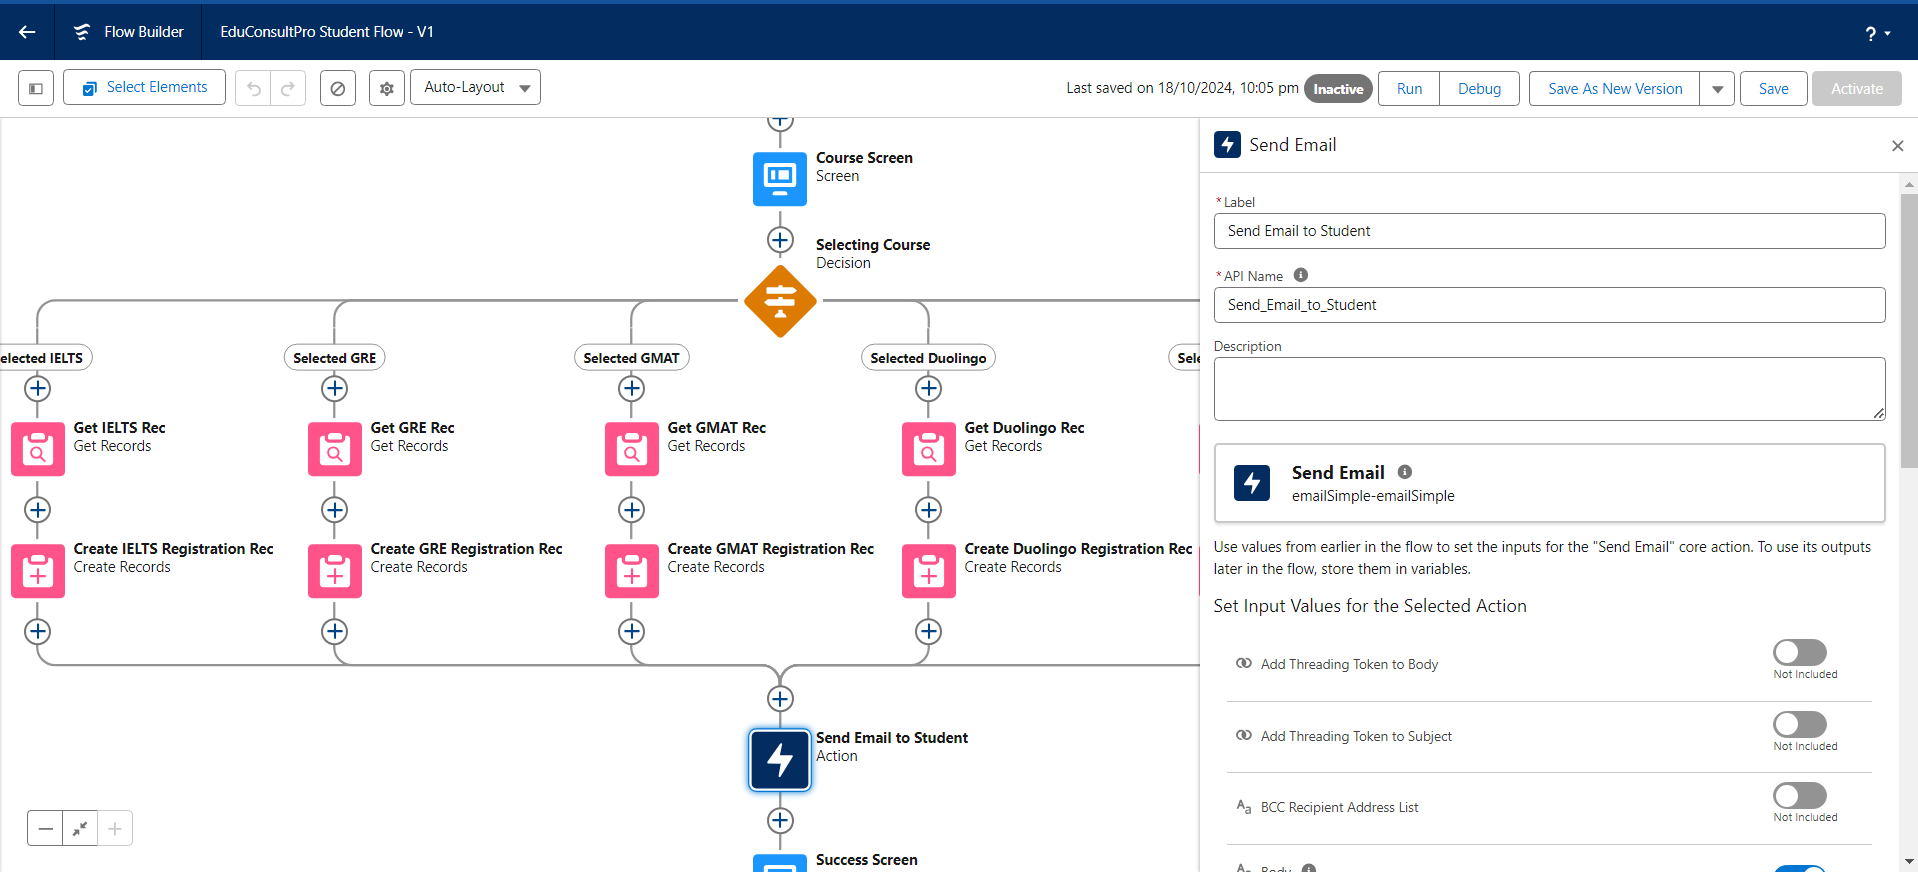 Flow Builder
EduConsultPro Student Flow - V1
?
Select Elements
Auto-Layout
Last saved on 18/10/2024, 10:05 pm
Inactive
Run
Debug
Save As New Version
Save
Activate
Course Screen
Screen
Selecting Course
Decision
elected IELTS
Selected GRE
Selected GMAT
Selected Duolingo
Sele
Get IELTS Rec
Get Records
Get GRE Rec
Get Records
Get GMAT Rec
Get Records
Get Duolingo Rec
Get Records
Create IELTS Registration Rec
Create Records
Create GRE Registration Rec
Create Records
Create GMAT Registration Rec
Create Records
Create Duolingo Registration Rec
Create Records
Send Email to Student
Action
Success Screen
Send Email
* Label
Send Email to Student
* API Name
Send_Email_to_Student
Description
Send Email
emailSimple-emailSimple
Use values from earlier in the flow to set the inputs for the "Send Email" core action. To use its outputs
later in the flow, store them in variables.
Set Input Values for the Selected Action
Add Threading Token to Body
Not Included
Add Threading Token to Subject
Not Included
Aa BCC Recipient Address List
Not Included
Aa Body